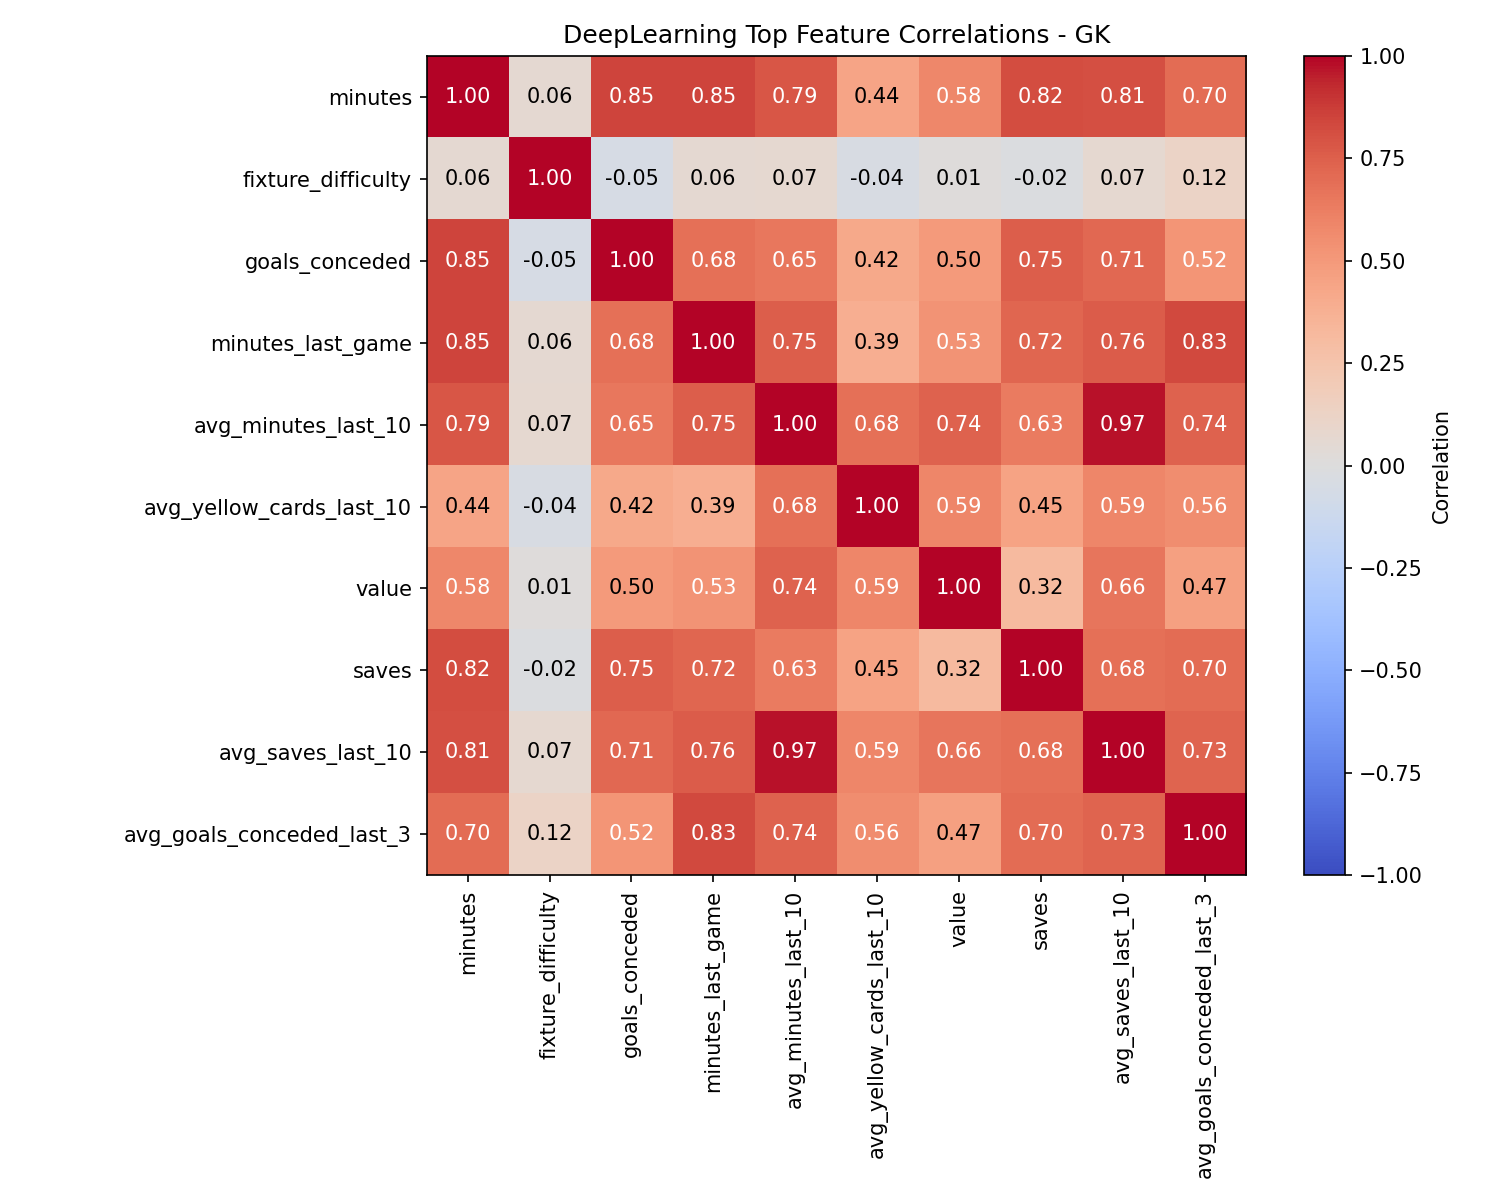 DeepLearning Top Feature Correlations - GK
minutes 1.00 0.06 0.85 0.85 0.79 0.44 0.58 0.82 0.81 0.70
fixture_difficulty 0.06 1.00 -0.05 0.06 0.07 -0.04 0.01 -0.02 0.07 0.12
goals_conceded 0.85 -0.05 1.00 0.68 0.65 0.42 0.50 0.75 0.71 0.52
minutes_last_game 0.85 0.06 0.68 1.00 0.75 0.39 0.53 0.72 0.76 0.83
avg_minutes_last_10 0.79 0.07 0.65 0.75 1.00 0.68 0.74 0.63 0.97 0.74
avg_yellow_cards_last_10 0.44 -0.04 0.42 0.39 0.68 1.00 0.59 0.45 0.59 0.56
value 0.58 0.01 0.50 0.53 0.74 0.59 1.00 0.32 0.66 0.47
saves 0.82 -0.02 0.75 0.72 0.63 0.45 0.32 1.00 0.68 0.70
avg_saves_last_10 0.81 0.07 0.71 0.76 0.97 0.59 0.66 0.68 1.00 0.73
avg_goals_conceded_last_3 0.70 0.12 0.52 0.83 0.74 0.56 0.47 0.70 0.73 1.00
minutes
fixture_difficulty
goals_conceded
minutes_last_game
avg_minutes_last_10
avg_yellow_cards_last_10
value
saves
avg_saves_last_10
avg_goals_conceded_last_3
1.00
0.75
0.50
0.25
0.00
−0.25
−0.50
−0.75
−1.00
Correlation